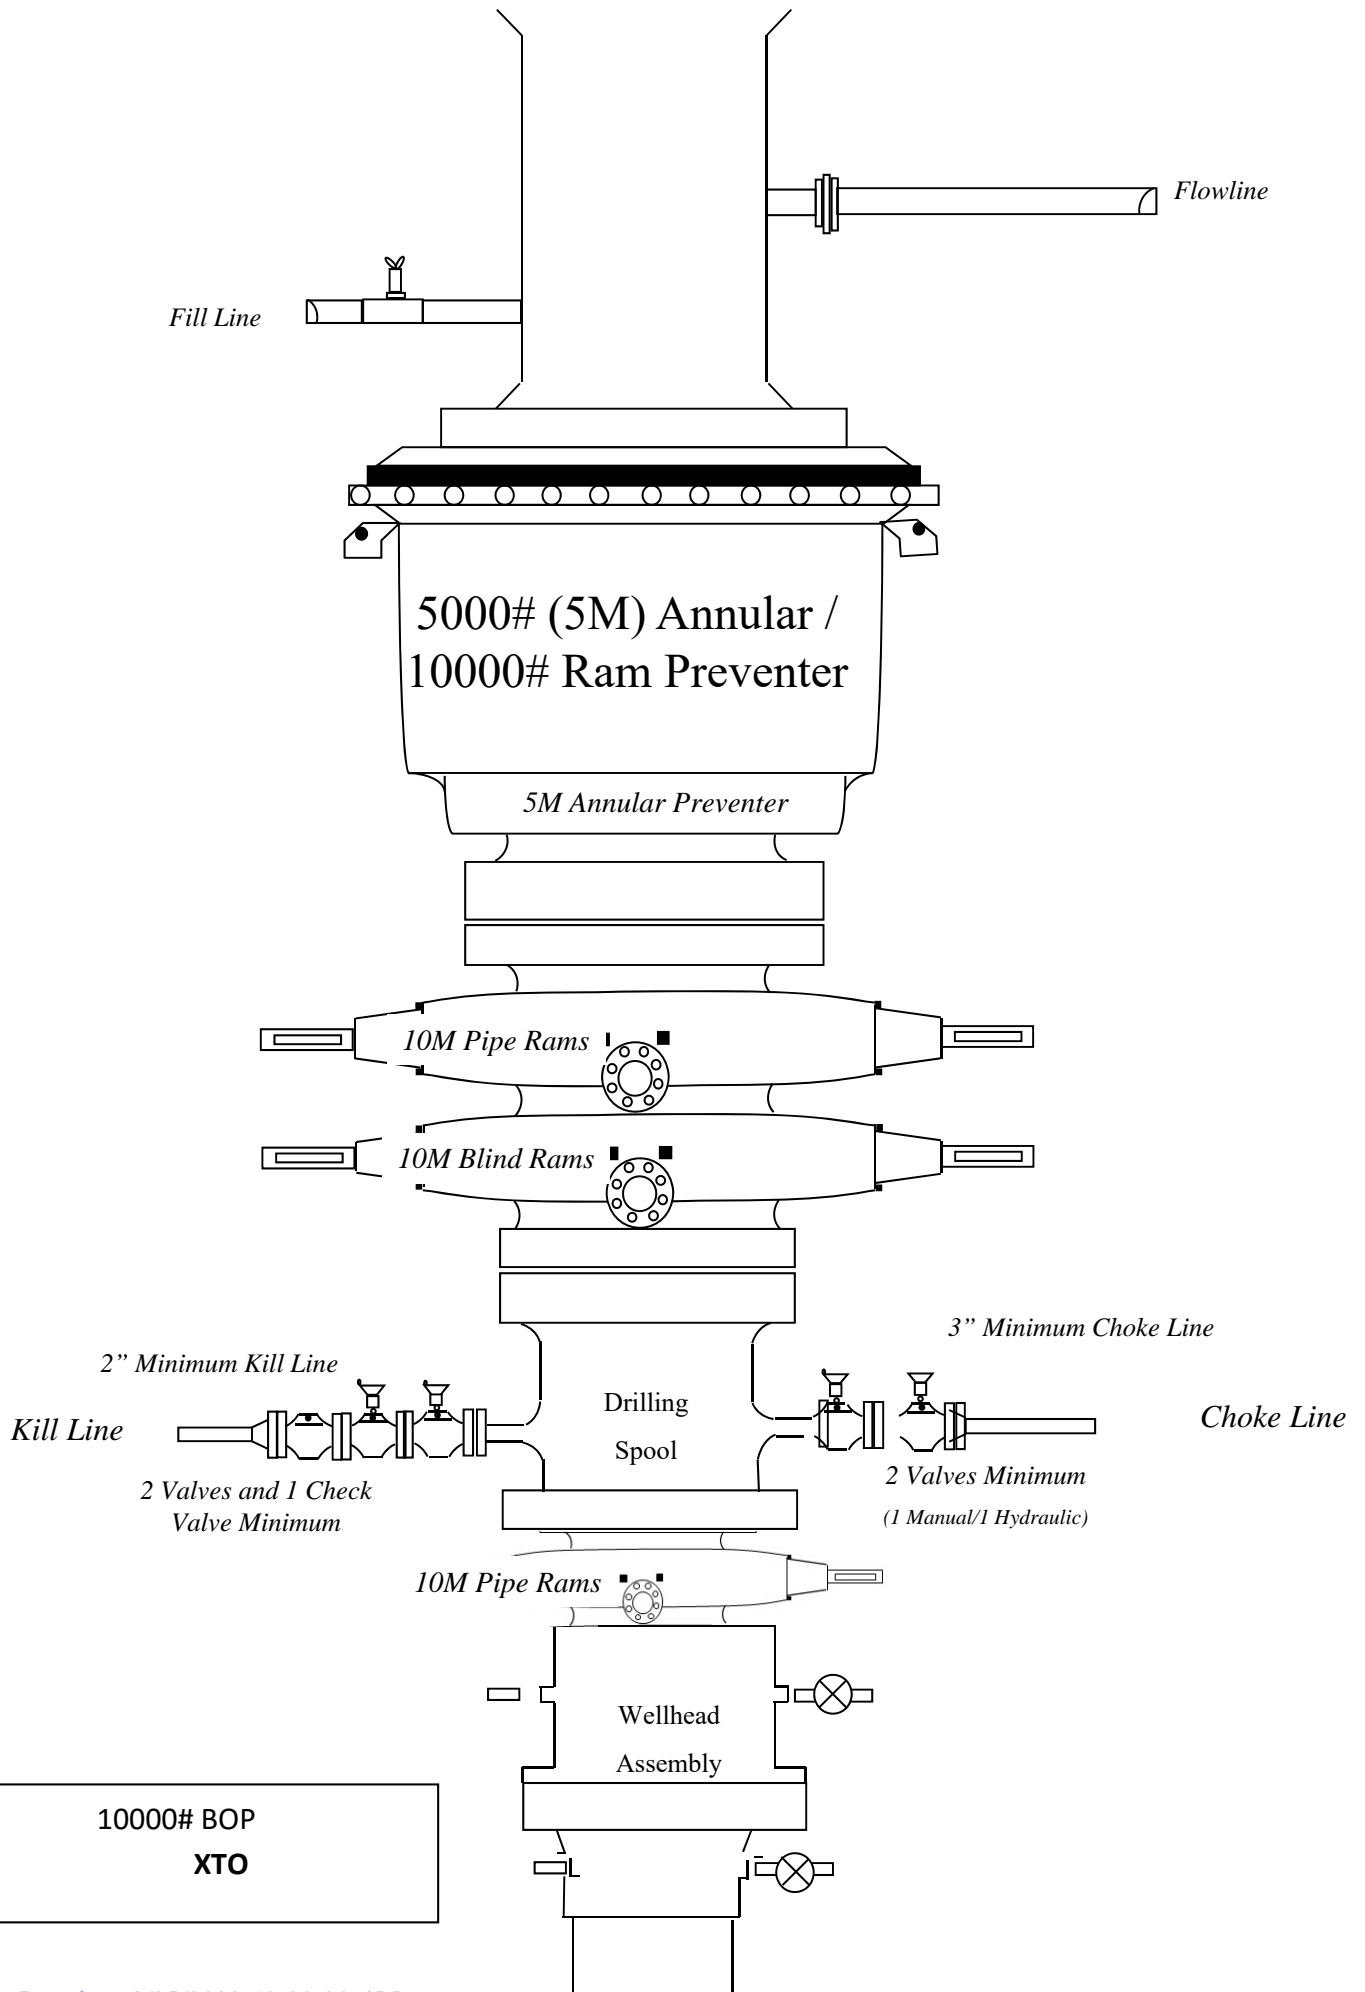 Flowline
Fill Line
5000# (5M) Annular /
10000# Ram Preventer
5M Annular Preventer
10M Pipe Rams
10M Blind Rams
3” Minimum Choke Line
2” Minimum Kill Line
Drilling
Spool
Kill Line
Choke Line
2 Valves and 1 Check
Valve Minimum
2 Valves Minimum
(1 Manual/1 Hydraulic)
10M Pipe Rams
Wellhead
Assembly
10000# BOP
XTO